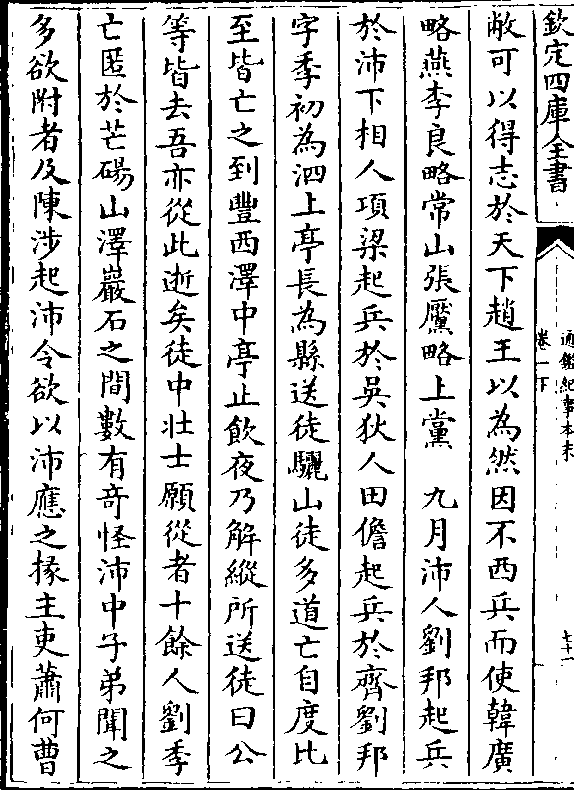 欽定四庫全書
通鑑紀事本末
卷一下
敝可以得志於天下趙王以為然因不西兵而使韓廣
略燕李良略常山張黶略上黨　九月沛人劉邦起兵
於沛下相人項梁起兵於吳狄人田儋起兵於齊劉邦
字季初為泗上亭長為縣送徒驪山徒多道亡自度比
至皆亡之到豐西澤中亭止飲夜乃解縱所送徒曰公
等皆去吾亦從此逝矣徒中壯士願從者十餘人劉季
亡匿於芒碭山澤巖石之間數有奇怪沛中子弟聞之
多欲附者及陳涉起沛令欲以沛應之掾主吏蕭何曹